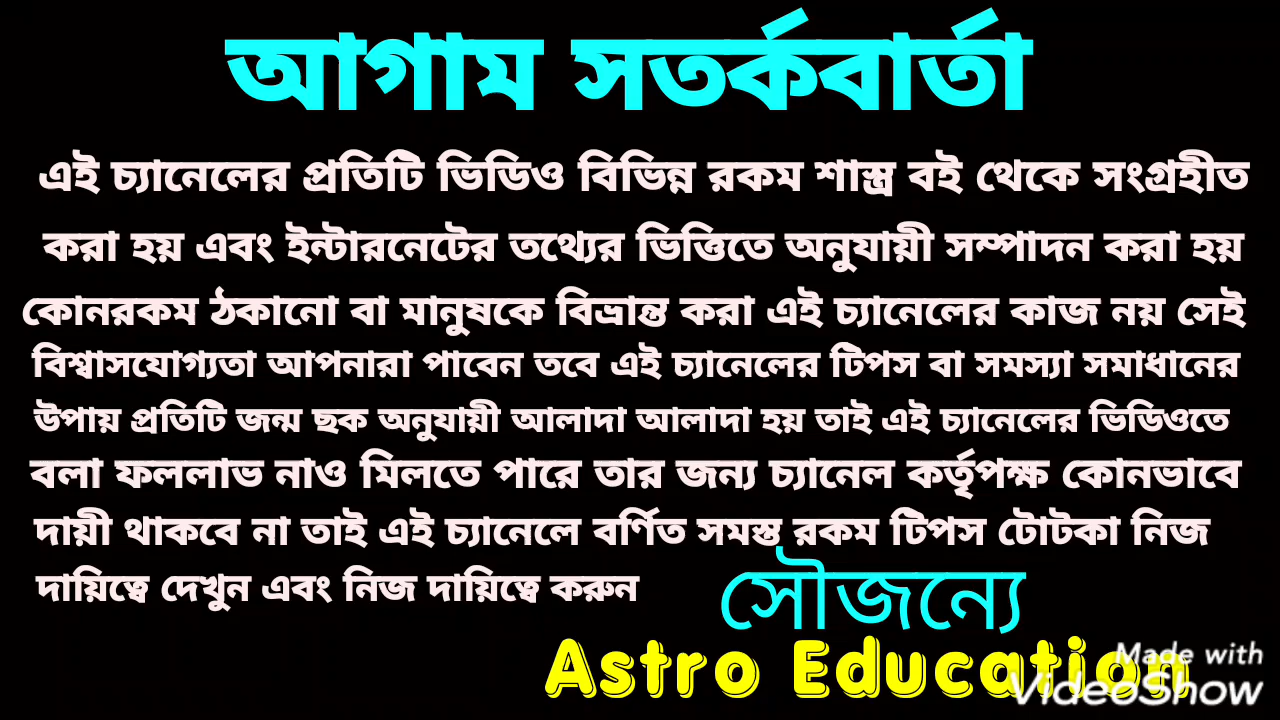 আগাম সতর্কবার্তা
এই চ্যানেলের প্রতিটি ভিডিও বিভিন্ন রকম শাস্ত্র বই থেকে সংগ্রহীত
করা হয় এবং ইন্টারনেটের তথ্যের ভিত্তিতে অনুযায়ী সম্পাদন করা হয়
কোনরকম ঠকানো বা মানুষকে বিভ্রান্ত করা এই চ্যানেলের কাজ নয় সেই
বিশ্বাসযোগ্যতা আপনারা পাবেন তবে এই চ্যানেলের টিপস বা সমস্যা সমাধানের
উপায় প্রতিটি জন্ম ছক অনুযায়ী আলাদা আলাদা হয় তাই এই চ্যানেলের ভিডিওতে
বলা ফললাভ নাও মিলতে পারে তার জন্য চ্যানেল কর্তৃপক্ষ কোনভাবে
দায়ী থাকবে না তাই এই চ্যানেলে বর্ণিত সমস্ত রকম টিপস টোটকা নিজ
দায়িত্বে দেখুন এবং নিজ দায়িত্বে করুন
সৌজন্যে
Astro Education
Made with
VideoShow